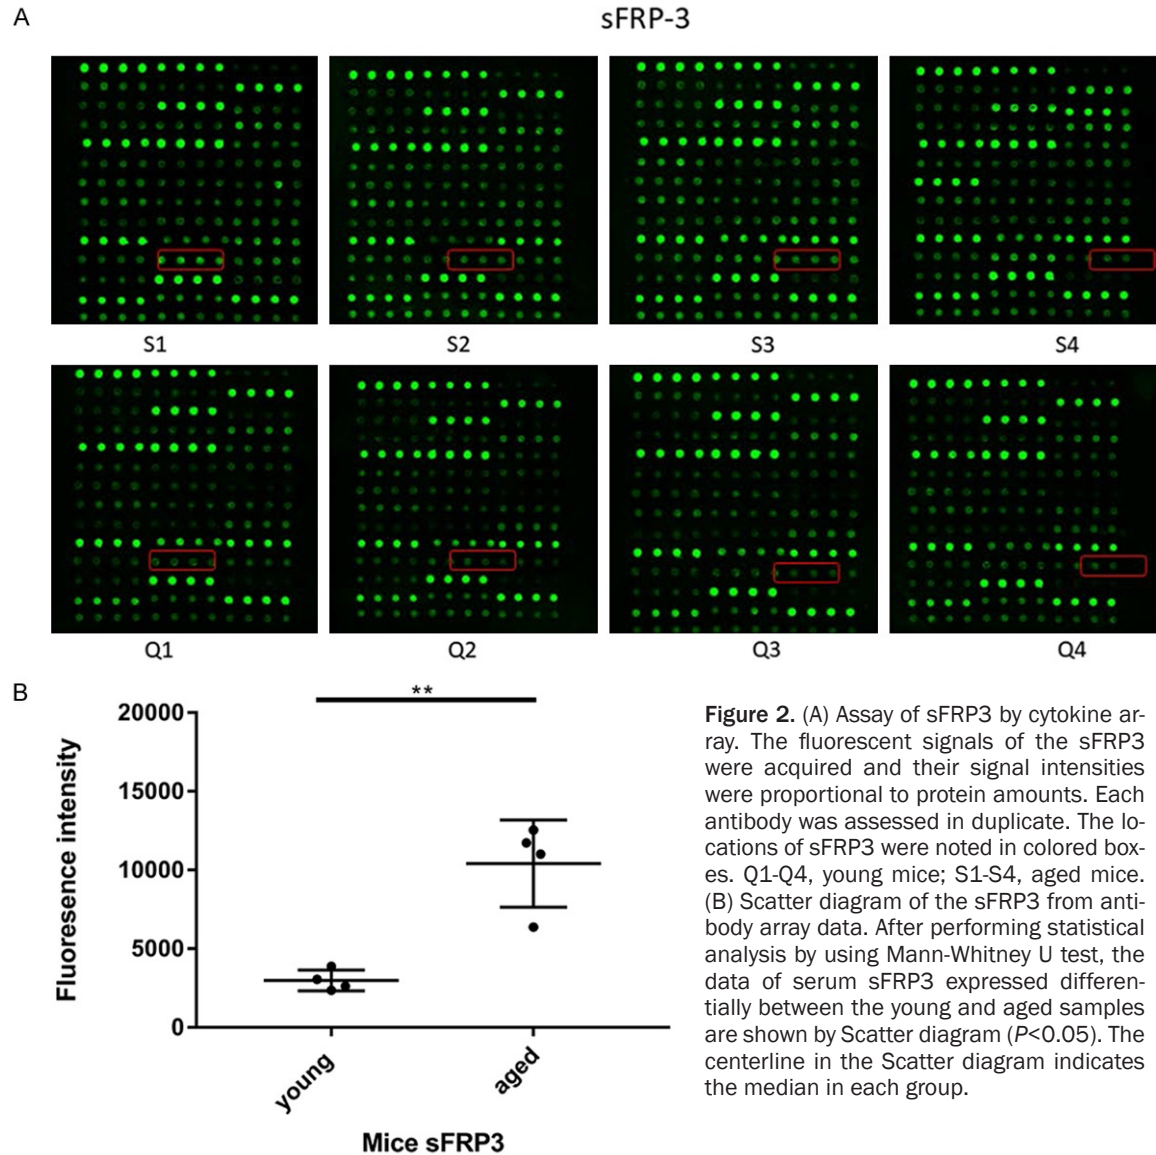 A
sFRP-3
S1
S2
S3
S4
Q1
Q2
Q3
Q4
B
**
20000
15000
10000
5000
0
Fluoresence intensity
young
aged
Mice sFRP3
Figure 2. (A) Assay of sFRP3 by cytokine ar-
ray. The fluorescent signals of the sFRP3
were acquired and their signal intensities
were proportional to protein amounts. Each
antibody was assessed in duplicate. The lo-
cations of sFRP3 were noted in colored box-
es. Q1-Q4, young mice; S1-S4, aged mice.
(B) Scatter diagram of the sFRP3 from anti-
body array data. After performing statistical
analysis by using Mann-Whitney U test, the
data of serum sFRP3 expressed differen-
tially between the young and aged samples
are shown by Scatter diagram (P<0.05). The
centerline in the Scatter diagram indicates
the median in each group.